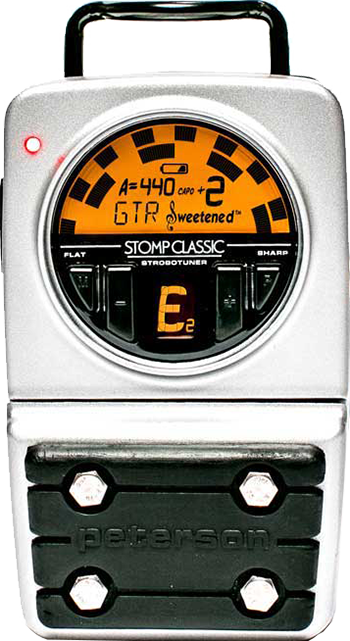 A=440 CAPO +2
GTR Sweetened™
STOMP CLASSIC
FLAT STROBOTUNER SHARP
- +
E2
peterson